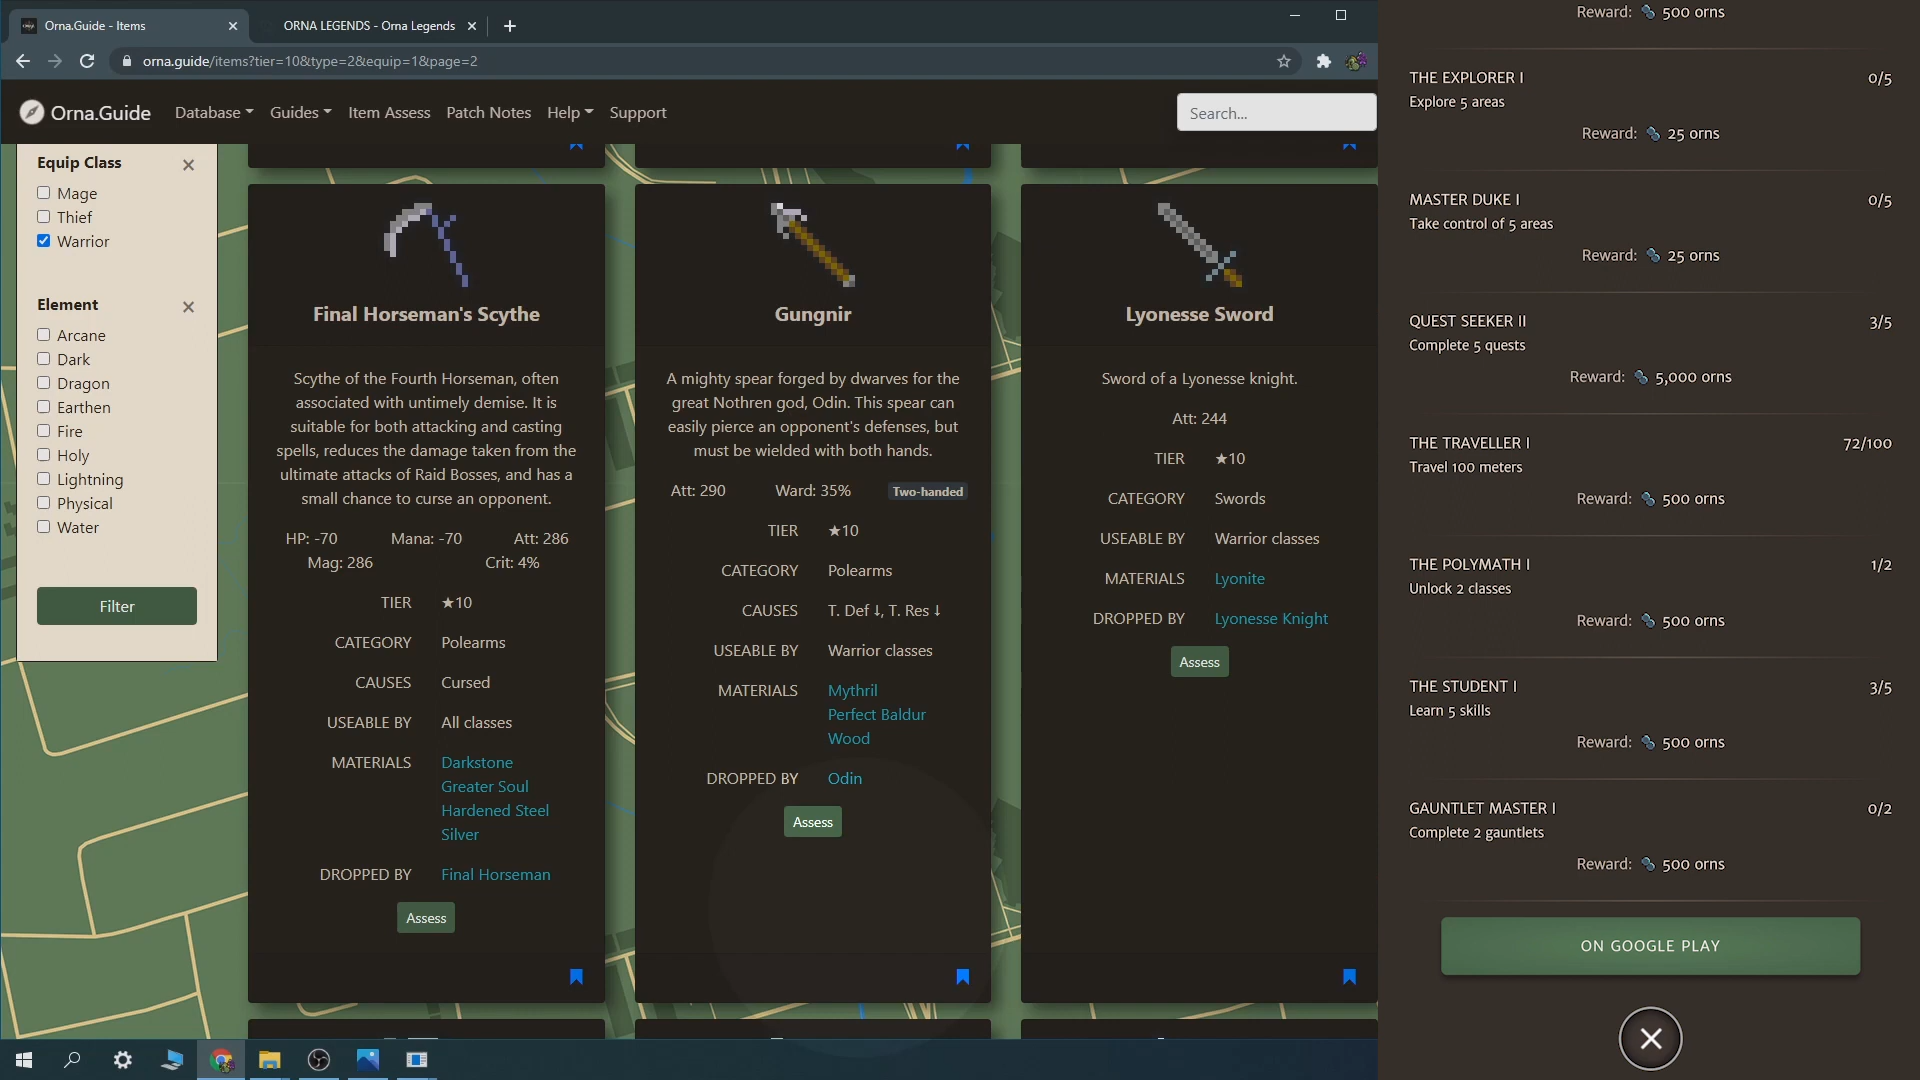 Orna.Guide - Items
ORNA LEGENDS - Orna Legends
orna.guide/items?tier=10&type=2&equip=1&page=2
Orna.Guide
Database
Guides
Item Assess
Patch Notes
Help
Support
Search...
Equip Class
Mage
Thief
Warrior
Element
Arcane
Dark
Dragon
Earthen
Fire
Holy
Lightning
Physical
Water
Filter
Final Horseman's Scythe
Scythe of the Fourth Horseman, often
associated with untimely demise. It is
suitable for both attacking and casting
spells, reduces the damage taken from the
ultimate attacks of Raid Bosses, and has a
small chance to curse an opponent.
HP: -70 Mana: -70 Att: 286
Mag: 286 Crit: 4%
TIER ★10
CATEGORY Polearms
CAUSES Cursed
USEABLE BY All classes
MATERIALS Darkstone
Greater Soul
Hardened Steel
Silver
DROPPED BY Final Horseman
Assess
Gungnir
A mighty spear forged by dwarves for the
great Nothren god, Odin. This spear can
easily pierce an opponent's defenses, but
must be wielded with both hands.
Att: 290 Ward: 35% Two-handed
TIER ★10
CATEGORY Polearms
CAUSES T. Def ↓, T. Res ↓
USEABLE BY Warrior classes
MATERIALS Mythril
Perfect Baldur
Wood
DROPPED BY Odin
Assess
Lyonesse Sword
Sword of a Lyonesse knight.
Att: 244
TIER ★10
CATEGORY Swords
USEABLE BY Warrior classes
MATERIALS Lyonite
DROPPED BY Lyonesse Knight
Assess
Reward: 500 orns
THE EXPLORER I 0/5
Explore 5 areas
Reward: 25 orns
MASTER DUKE I 0/5
Take control of 5 areas
Reward: 25 orns
QUEST SEEKER II 3/5
Complete 5 quests
Reward: 5,000 orns
THE TRAVELLER I 72/100
Travel 100 meters
Reward: 500 orns
THE POLYMATH I 1/2
Unlock 2 classes
Reward: 500 orns
THE STUDENT I 3/5
Learn 5 skills
Reward: 500 orns
GAUNTLET MASTER I 0/2
Complete 2 gauntlets
Reward: 500 orns
ON GOOGLE PLAY